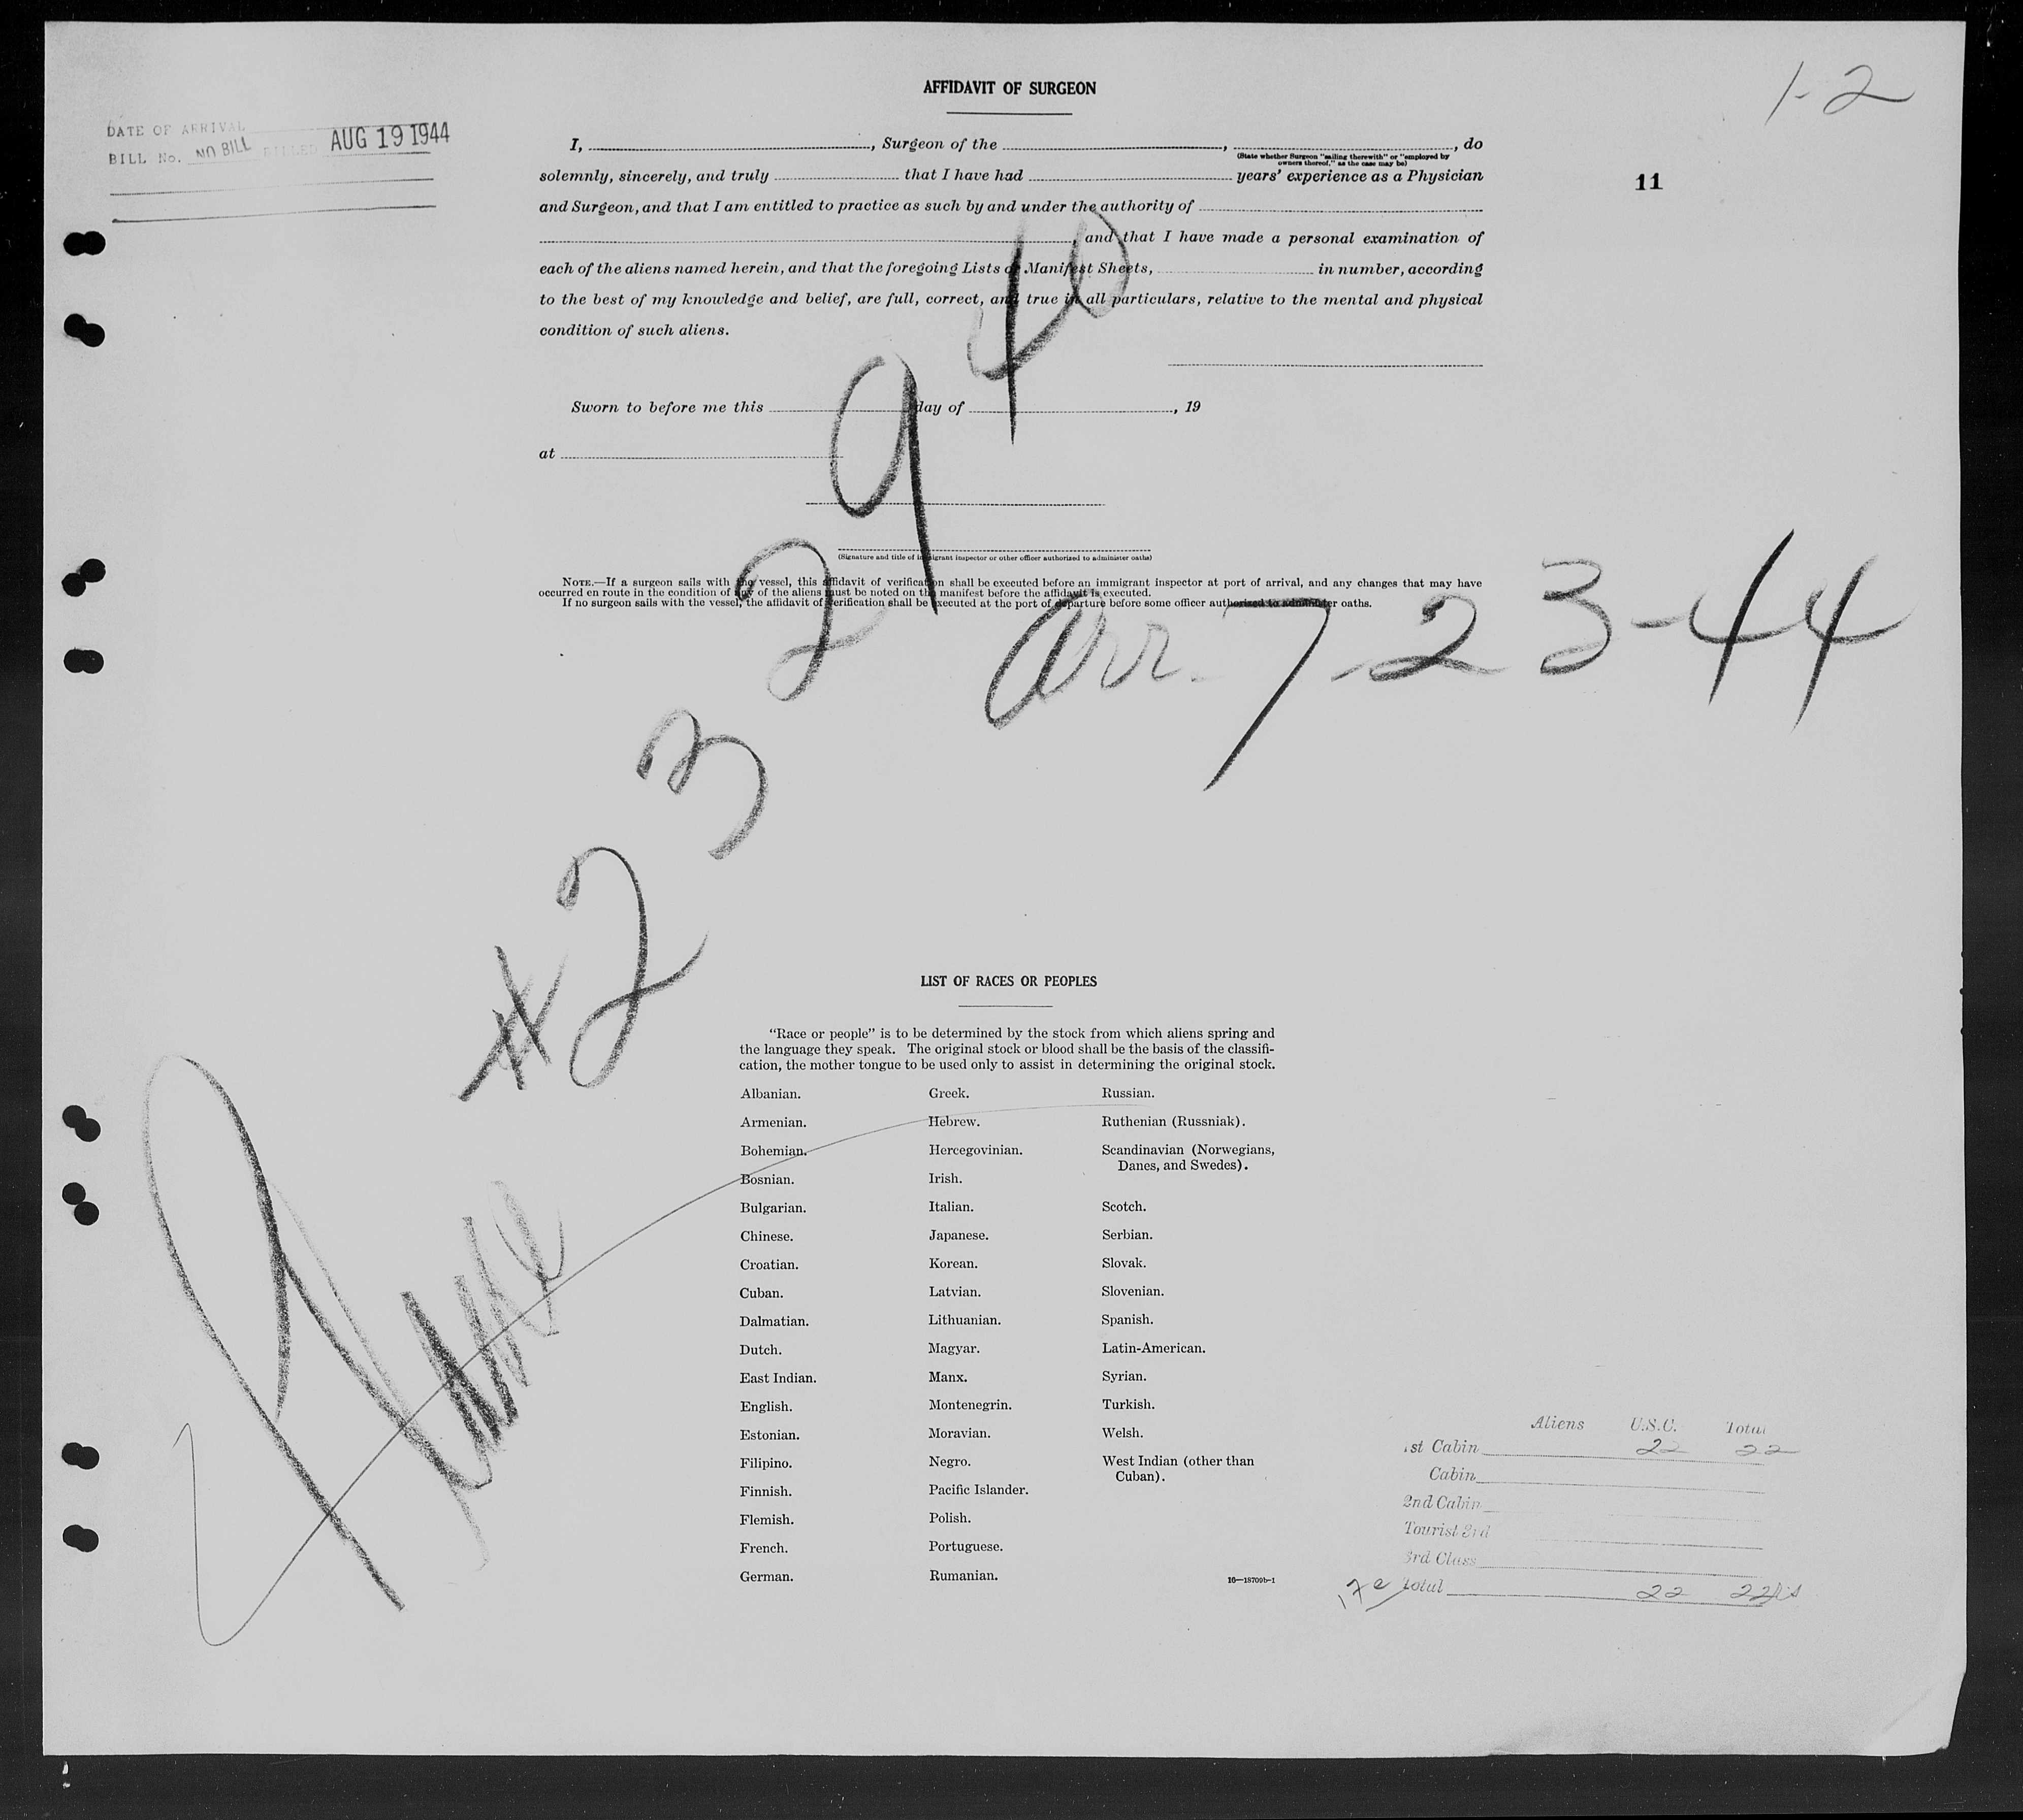 1-2
AFFIDAVIT OF SURGEON
DATE OF ARRIVAL
BILL No. NO BILL BILLED AUG 19 1944
11
I, , Surgeon of the , , do
(State whether Surgeon "sailing therewith" or "employed by
owners thereof," as the case may be)
solemnly, sincerely, and truly that I have had years' experience as a Physician
and Surgeon, and that I am entitled to practice as such by and under the authority of
, and that I have made a personal examination of
each of the aliens named herein, and that the foregoing Lists or Manifest Sheets, in number, according
to the best of my knowledge and belief, are full, correct, and true in all particulars, relative to the mental and physical
condition of such aliens.
Sworn to before me this day of , 19
at
(Signature and title of immigrant inspector or other officer authorized to administer oaths)
NOTE.—If a surgeon sails with the vessel, this affidavit of verification shall be executed before an immigrant inspector at port of arrival, and any changes that may have
occurred en route in the condition of any of the aliens must be noted on the manifest before the affidavit is executed.
If no surgeon sails with the vessel, the affidavit of verification shall be executed at the port of departure before some officer authorized to administer oaths.
Plane #232940
Arr. 7-23-44
LIST OF RACES OR PEOPLES
"Race or people" is to be determined by the stock from which aliens spring and
the language they speak. The original stock or blood shall be the basis of the classifi-
cation, the mother tongue to be used only to assist in determining the original stock.
Albanian. Greek. Russian.
Armenian. Hebrew. Ruthenian (Russniak).
Bohemian. Hercegovinian. Scandinavian (Norwegians,
Danes, and Swedes).
Bosnian. Irish.
Bulgarian. Italian. Scotch.
Chinese. Japanese. Serbian.
Croatian. Korean. Slovak.
Cuban. Latvian. Slovenian.
Dalmatian. Lithuanian. Spanish.
Dutch. Magyar. Latin-American.
East Indian. Manx. Syrian.
English. Montenegrin. Turkish.
Estonian. Moravian. Welsh.
Filipino. Negro. West Indian (other than
Cuban).
Finnish. Pacific Islander.
Flemish. Polish.
French. Portuguese.
German. Rumanian.
16—18709b-1
Aliens U.S.C. Total
1st Cabin 22 22
Cabin
2nd Cabin
Tourist 3rd
3rd Class
Total 22 22